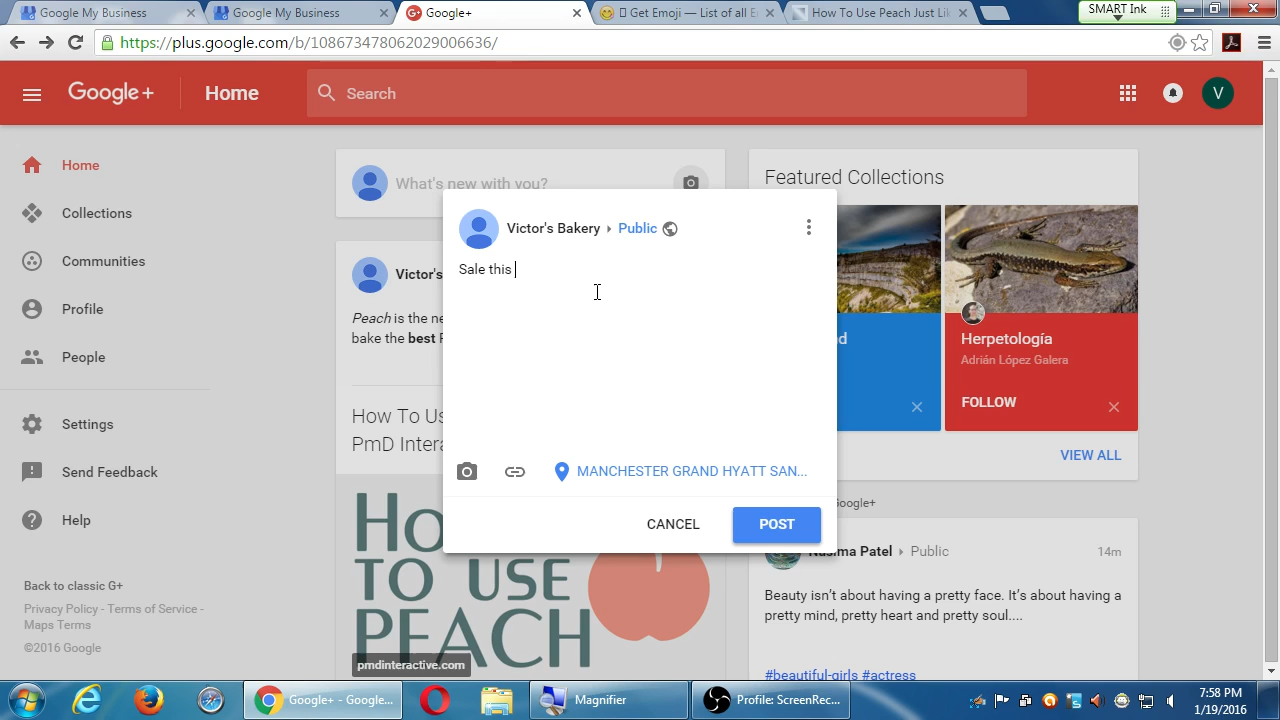 Google My Business
Google My Business
Google+
Get Emoji — List of all E
How To Use Peach Just Lik
SMART Ink
https://plus.google.com/b/108673478062029006636/
Google+
Home
Search
V
Home
Collections
Communities
Profile
People
Settings
Send Feedback
Help
Back to classic G+
Privacy Policy - Terms of Service -
Maps Terms
©2016 Google
What's new with you?
Victor's
Peach is the ne
bake the best P
How To Us
PmD Intera
HO
TO USE
PEACH
pmdinteractive.com
Victor's Bakery
Public
Sale this
MANCHESTER GRAND HYATT SAN...
CANCEL
POST
Featured Collections
Herpetología
Adrián López Galera
FOLLOW
VIEW ALL
oogle+
Nasima Patel
Public
14m
Beauty isn't about having a pretty face. It's about having a
pretty mind, pretty heart and pretty soul....
#beautiful-girls #actress
Google+ - Google...
Magnifier
Profile: ScreenRec...
7:58 PM
1/19/2016